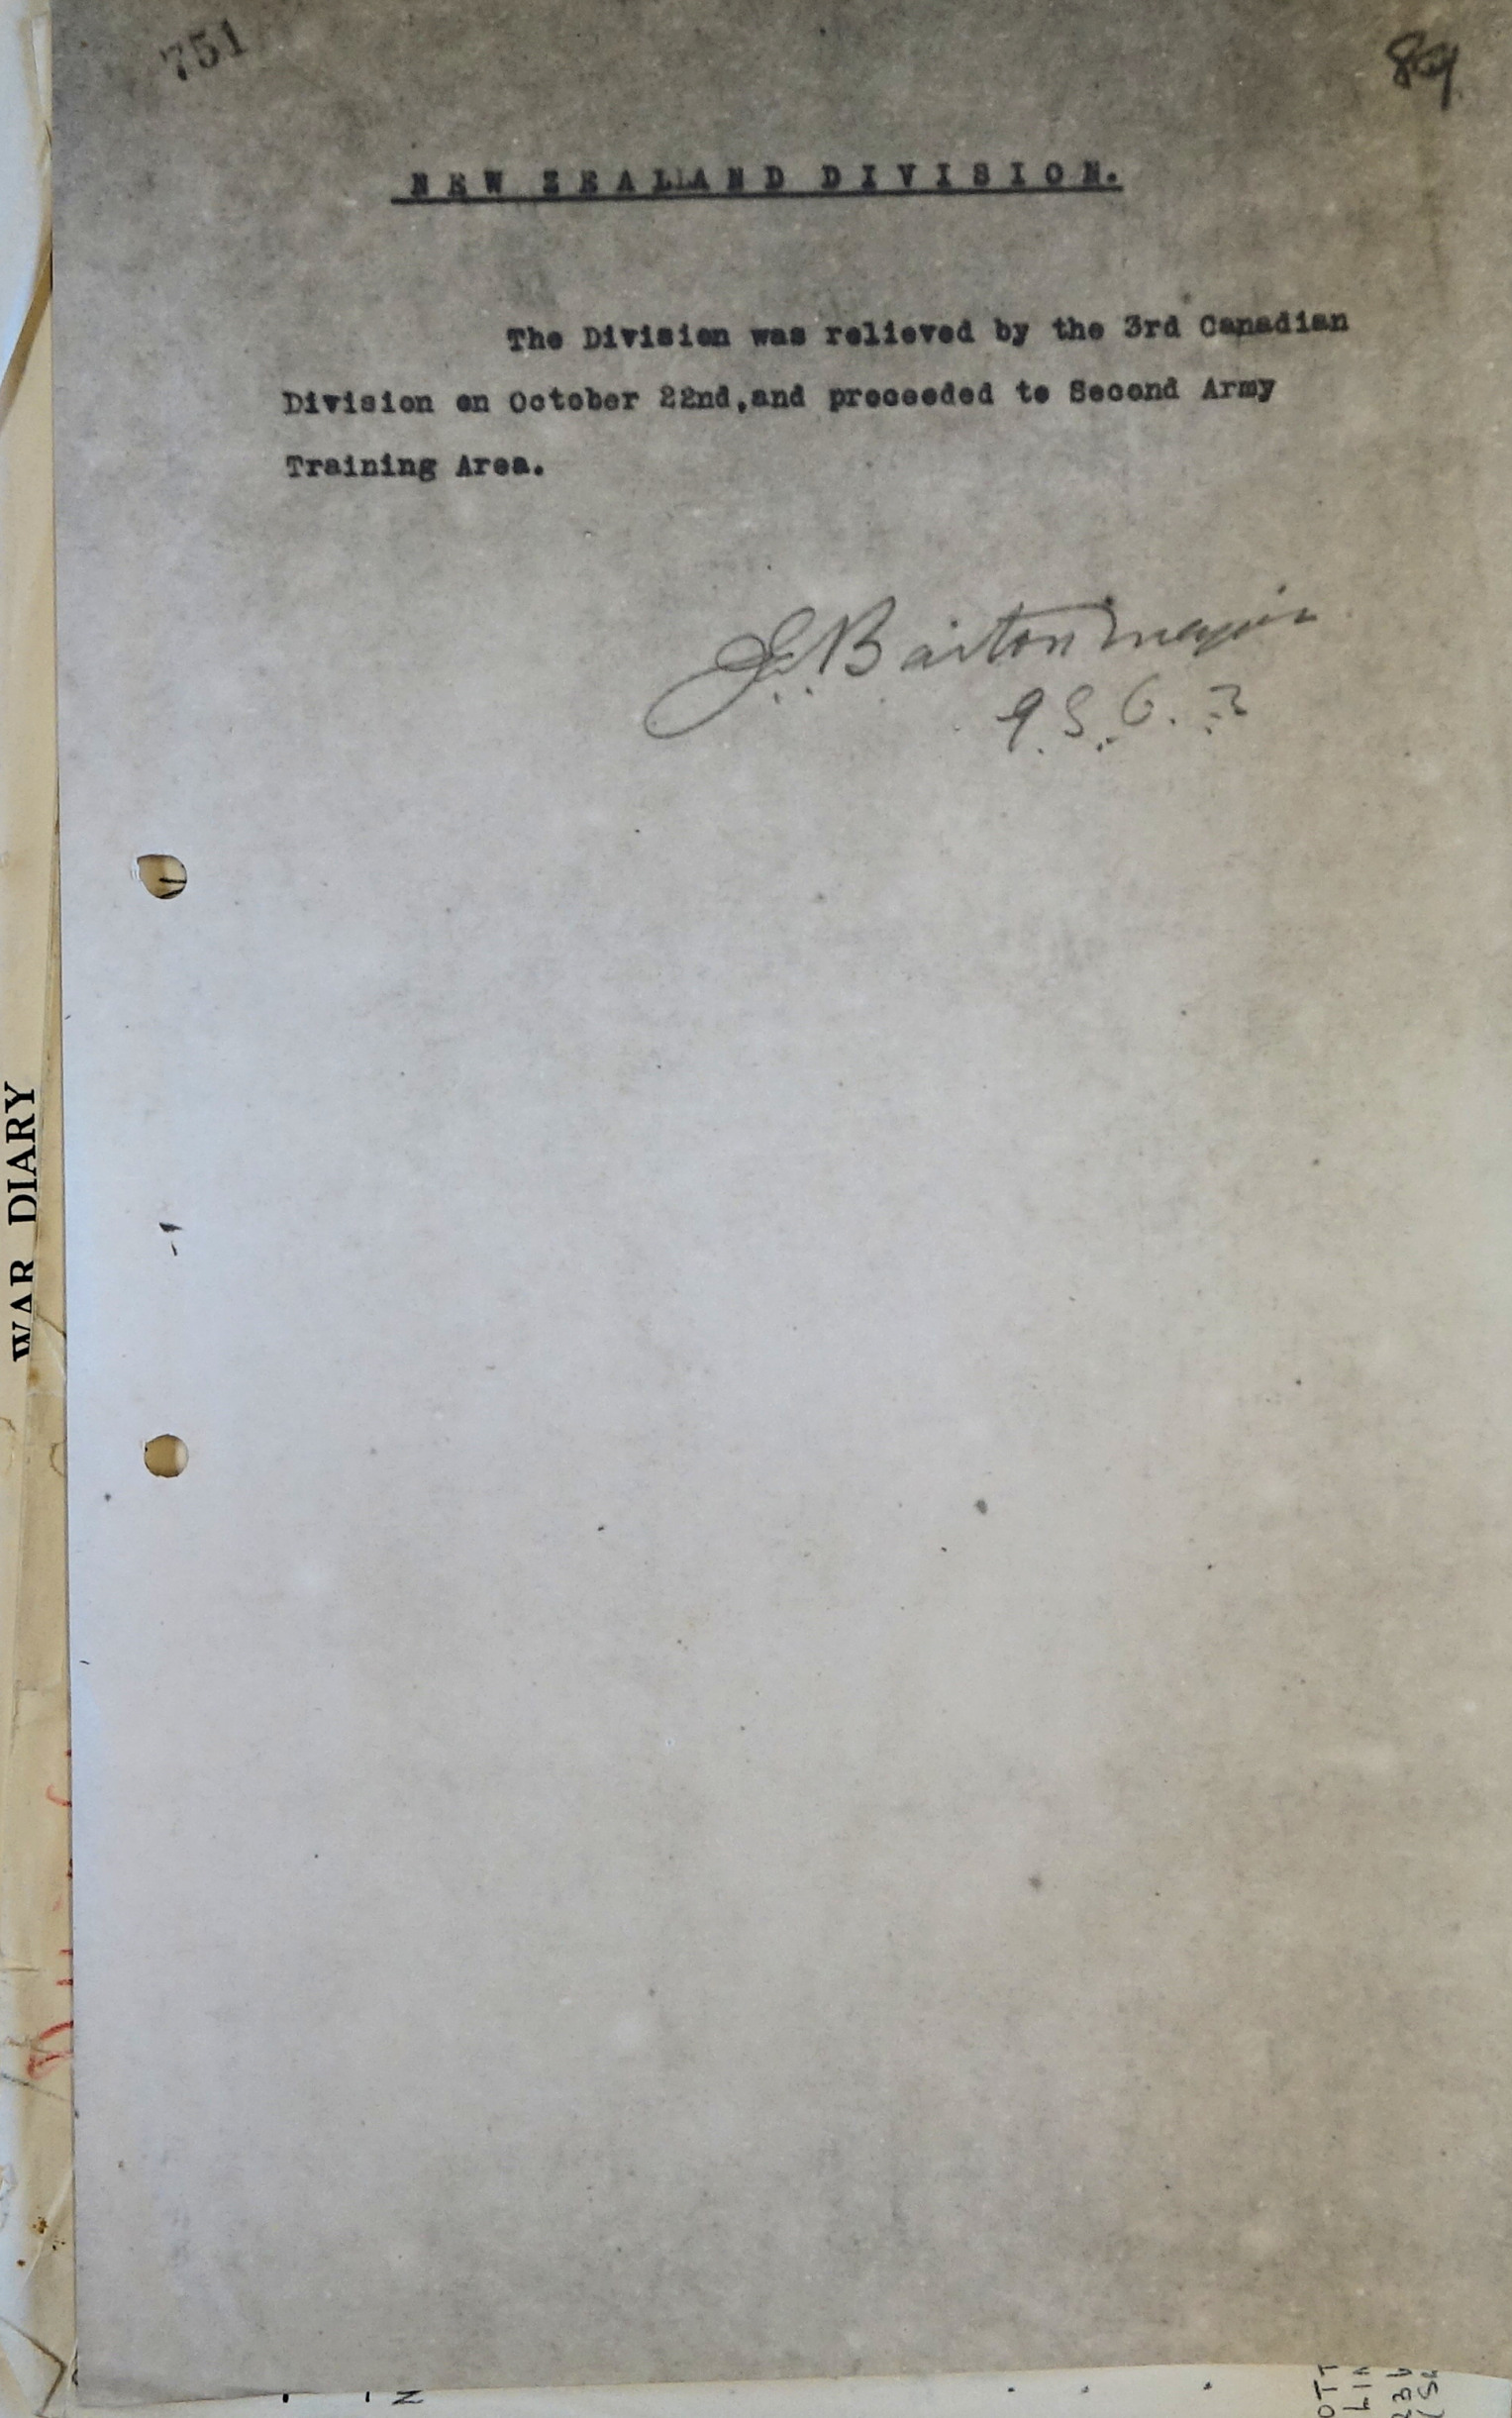 751
89
NEW ZEALAND DIVISION.
The Division was relieved by the 3rd Canadian
Division on October 22nd,and proceeded to Second Army
Training Area.
Barton Major
G.S.O. 3
WAR DIARY